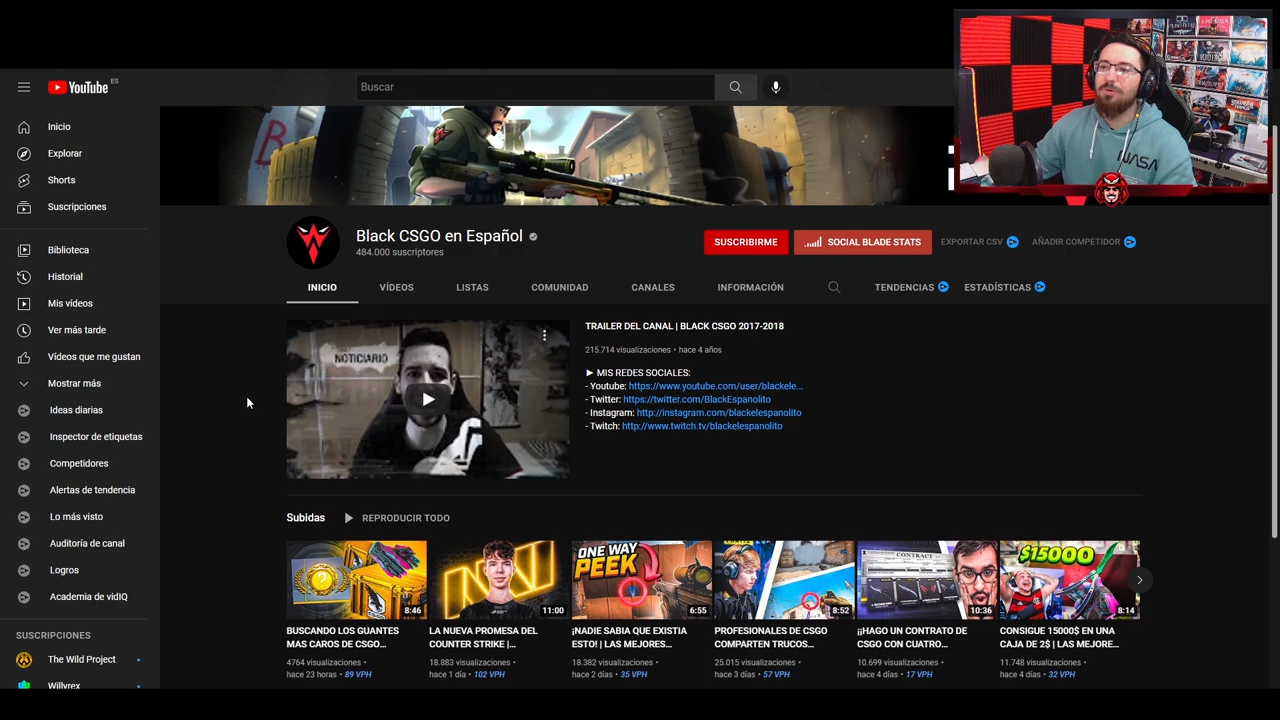 YouTube ES
Buscar
NASA
Inicio
Explorar
Shorts
Suscripciones
Biblioteca
Historial
Mis vídeos
Ver más tarde
Vídeos que me gustan
Mostrar más
Ideas diarias
Inspector de etiquetas
Competidores
Alertas de tendencia
Lo más visto
Auditoría de canal
Logros
Academia de vidIQ
SUSCRIPCIONES
The Wild Project
Willyrex
B
Black CSGO en Español
484.000 suscriptores
SUSCRIBIRME
SOCIAL BLADE STATS
EXPORTAR CSV
AÑADIR COMPETIDOR
INICIO
VÍDEOS
LISTAS
COMUNIDAD
CANALES
INFORMACIÓN
TENDENCIAS
ESTADÍSTICAS
NOTICIARIO
TRAILER DEL CANAL | BLACK CSGO 2017-2018
215.714 visualizaciones • hace 4 años
► MIS REDES SOCIALES:
- Youtube: https://www.youtube.com/user/blackele...
- Twitter: https://twitter.com/BlackEspanolito
- Instagram: http://instagram.com/blackelespanolito
- Twitch: http://www.twitch.tv/blackelespanolito
Subidas
REPRODUCIR TODO
8:46
BUSCANDO LOS GUANTES
MAS CAROS DE CSGO...
4764 visualizaciones •
hace 23 horas • 89 VPH
11:00
LA NUEVA PROMESA DEL
COUNTER STRIKE |...
18.883 visualizaciones •
hace 1 día • 102 VPH
ONE WAY
PEEK
6:55
¡NADIE SABIA QUE EXISTIA
ESTO! | LAS MEJORES...
18.382 visualizaciones •
hace 2 días • 35 VPH
8:52
PROFESIONALES DE CSGO
COMPARTEN TRUCOS...
25.015 visualizaciones •
hace 3 días • 57 VPH
CONTRACT
10:36
¡¡HAGO UN CONTRATO DE
CSGO CON CUATRO...
10.699 visualizaciones •
hace 4 días • 17 VPH
$15000
8:14
CONSIGUE 15000$ EN UNA
CAJA DE 2$ | LAS MEJORE...
11.748 visualizaciones •
hace 4 días • 32 VPH